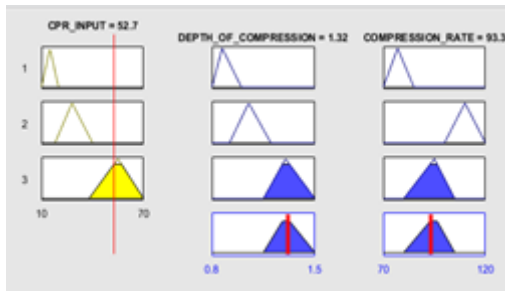 CPR_INPUT = 52.7
DEPTH_OF_COMPRESSION = 1.32
COMPRESSION_RATE = 93.3
1
2
3
10 70
0.8 1.5
70 120